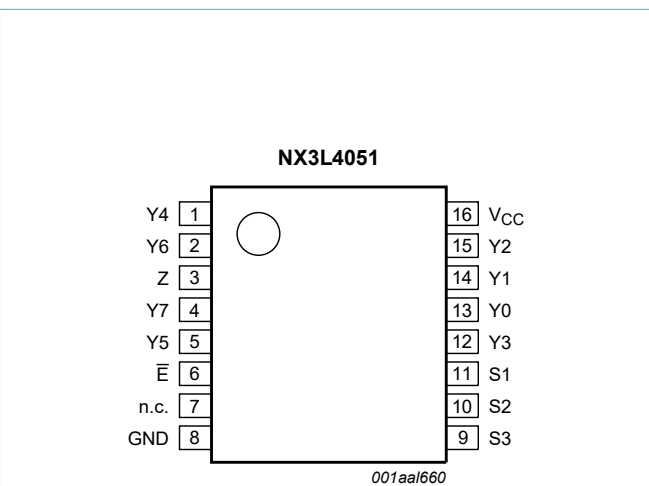 NX3L4051
Y4 1 16 VCC
Y6 2 15 Y2
Z 3 14 Y1
Y7 4 13 Y0
Y5 5 12 Y3
E̅ 6 11 S1
n.c. 7 10 S2
GND 8 9 S3
001aal660